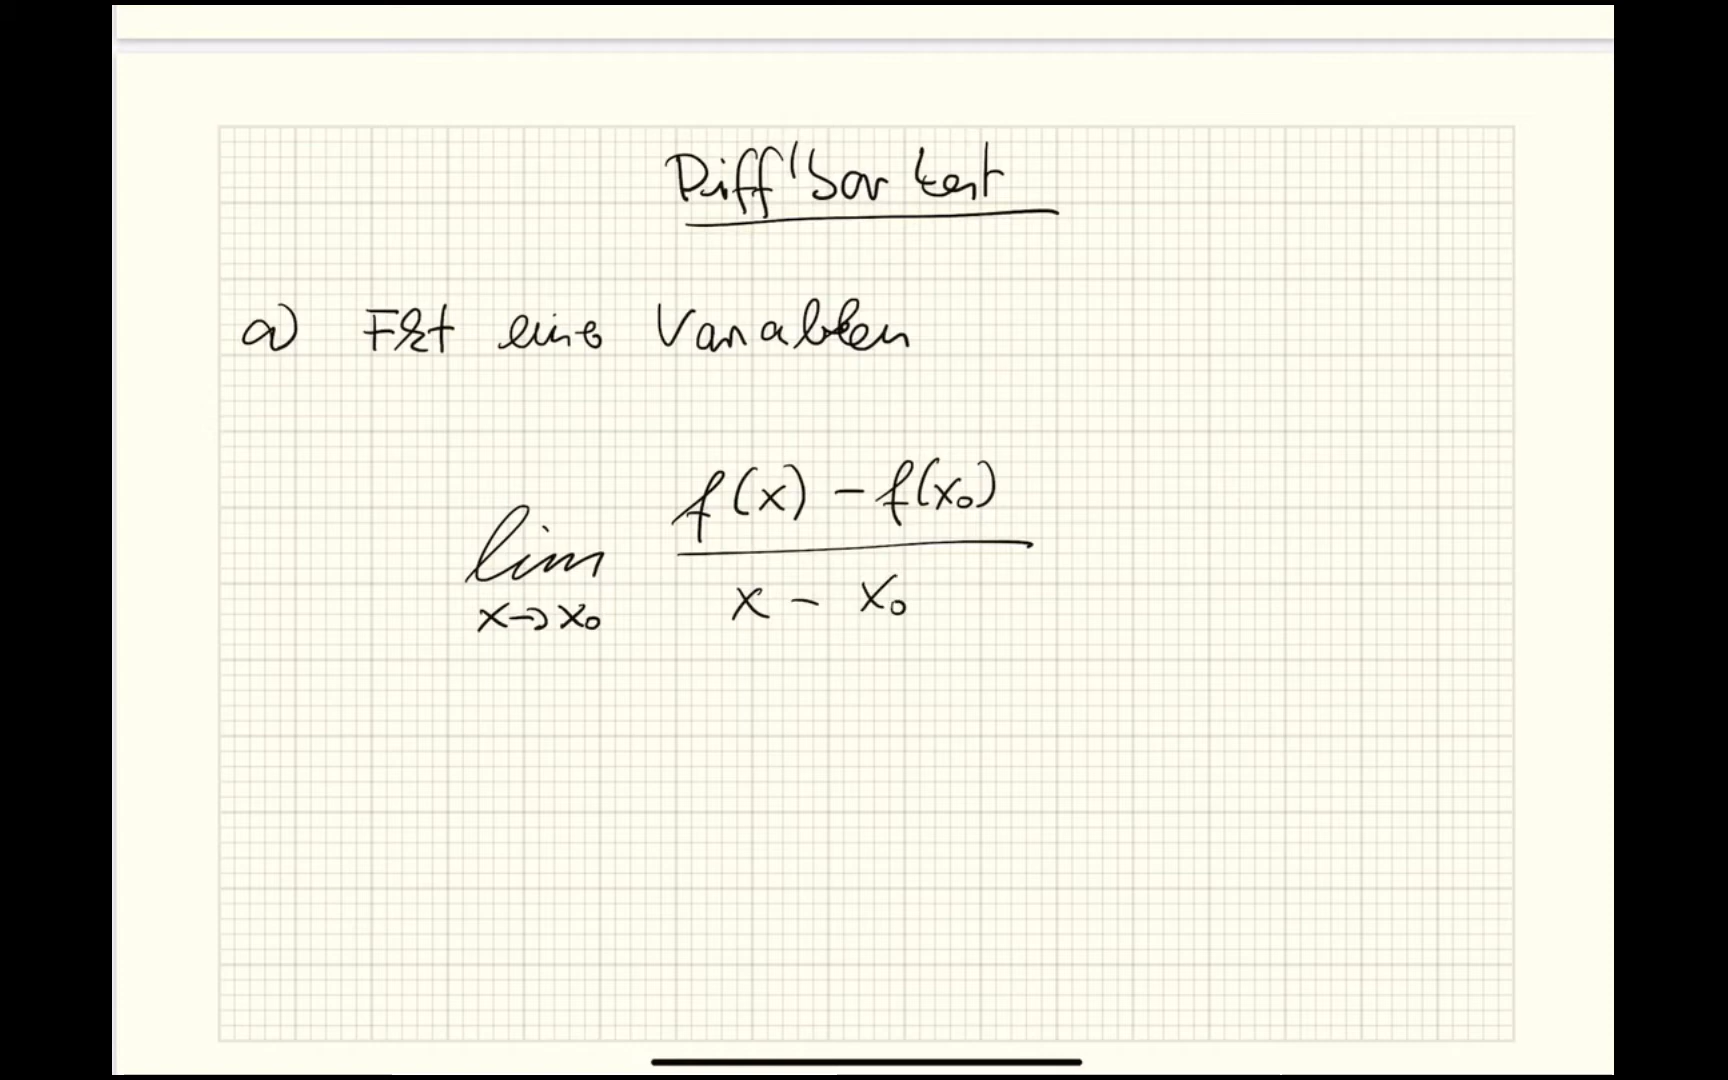 Diff'barkeit
a) Fkt eine Variablen
lim x→x₀ (f(x) - f(x₀)) / (x - x₀)